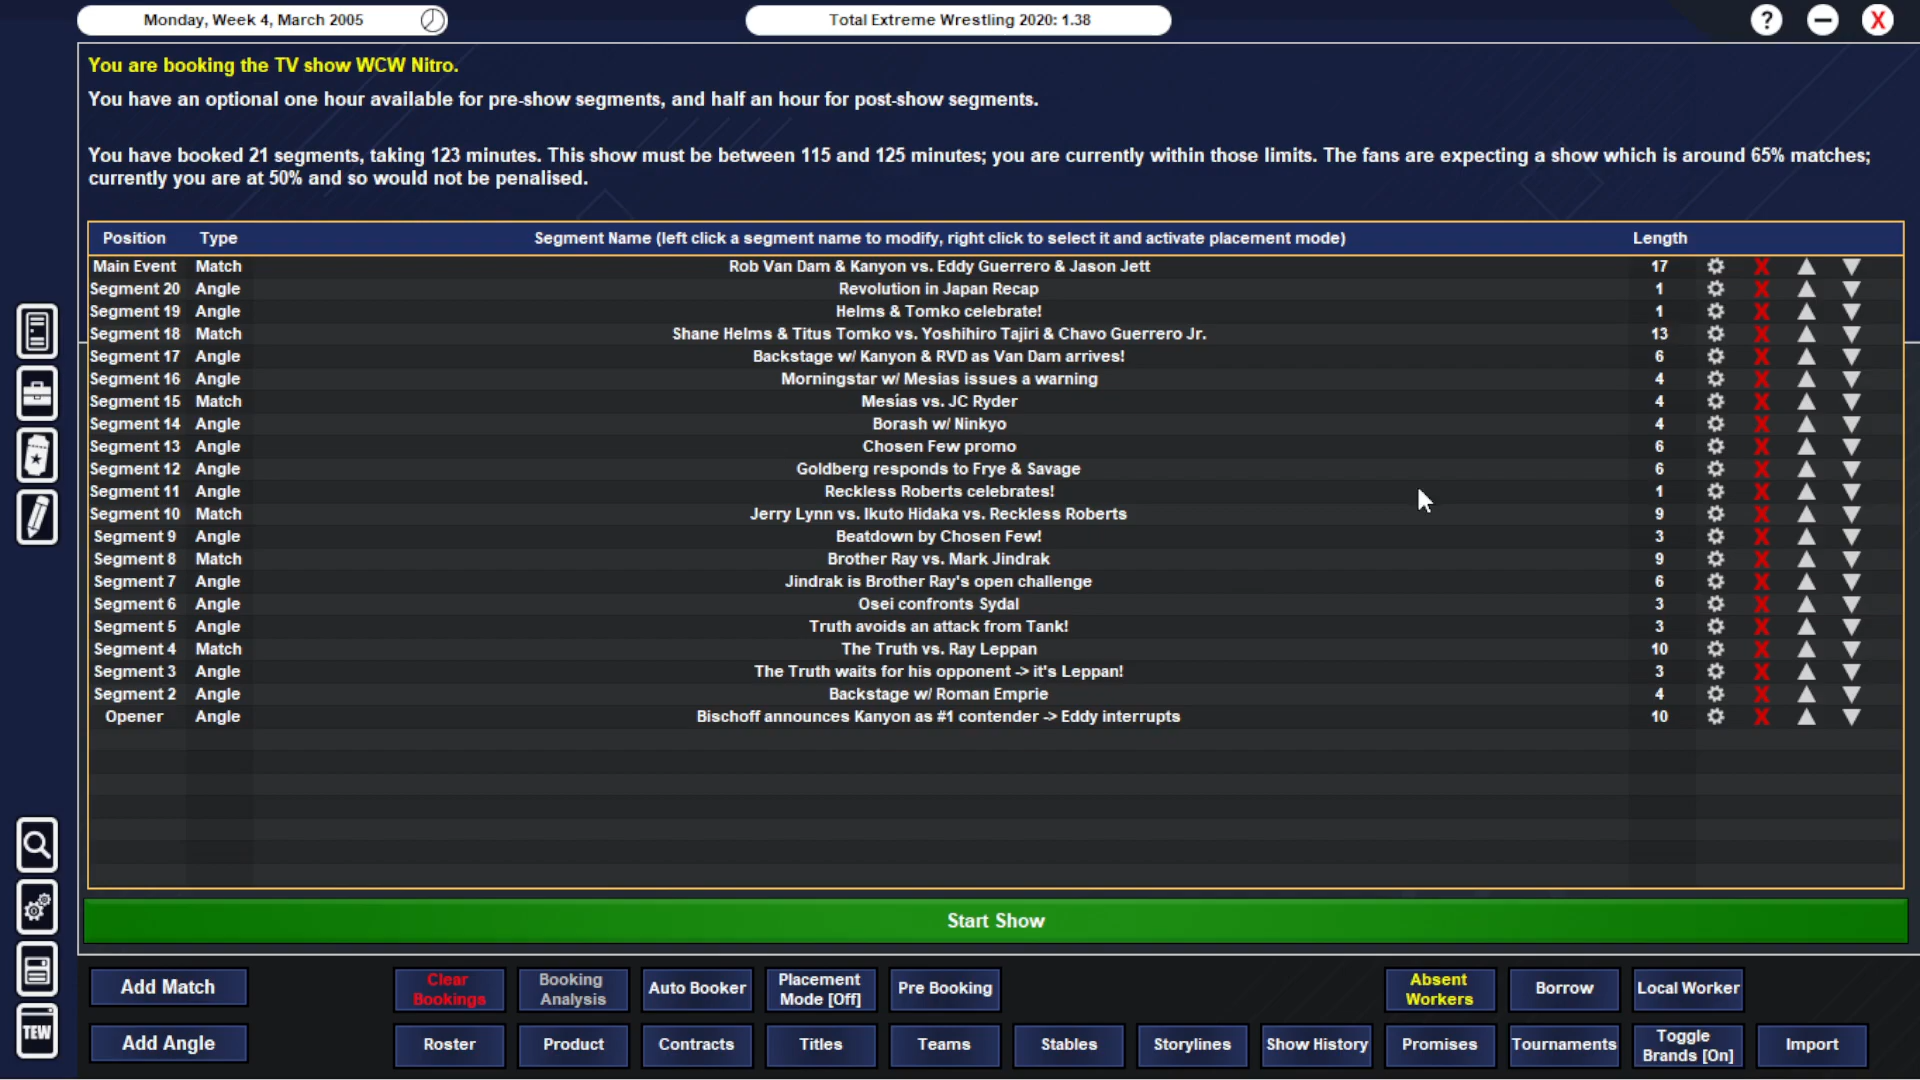 Monday, Week 4, March 2005
Total Extreme Wrestling 2020: 1.38
?
X
You are booking the TV show WCW Nitro.
You have an optional one hour available for pre-show segments, and half an hour for post-show segments.
You have booked 21 segments, taking 123 minutes. This show must be between 115 and 125 minutes; you are currently within those limits. The fans are expecting a show which is around 65% matches;
currently you are at 50% and so would not be penalised.
Position Type Segment Name (left click a segment name to modify, right click to select it and activate placement mode) Length
Main Event Match Rob Van Dam & Kanyon vs. Eddy Guerrero & Jason Jett 17 X
Segment 20 Angle Revolution in Japan Recap 1 X
Segment 19 Angle Helms & Tomko celebrate! 1 X
Segment 18 Match Shane Helms & Titus Tomko vs. Yoshihiro Tajiri & Chavo Guerrero Jr. 13 X
Segment 17 Angle Backstage w/ Kanyon & RVD as Van Dam arrives! 6 X
Segment 16 Angle Morningstar w/ Mesias issues a warning 4 X
Segment 15 Match Mesías vs. JC Ryder 4 X
Segment 14 Angle Borash w/ Ninkyo 4 X
Segment 13 Angle Chosen Few promo 6 X
Segment 12 Angle Goldberg responds to Frye & Savage 6 X
Segment 11 Angle Reckless Roberts celebrates! 1 X
Segment 10 Match Jerry Lynn vs. Ikuto Hidaka vs. Reckless Roberts 9 X
Segment 9 Angle Beatdown by Chosen Few! 3 X
Segment 8 Match Brother Ray vs. Mark Jindrak 9 X
Segment 7 Angle Jindrak is Brother Ray's open challenge 6 X
Segment 6 Angle Osei confronts Sydal 3 X
Segment 5 Angle Truth avoids an attack from Tank! 3 X
Segment 4 Match The Truth vs. Ray Leppan 10 X
Segment 3 Angle The Truth waits for his opponent -> it's Leppan! 3 X
Segment 2 Angle Backstage w/ Roman Emprie 4 X
Opener Angle Bischoff announces Kanyon as #1 contender -> Eddy interrupts 10 X
Start Show
Add Match
Clear
Bookings
Booking
Analysis
Auto Booker
Placement
Mode [Off]
Pre Booking
Absent
Workers
Borrow
Local Worker
TEW
Add Angle
Roster
Product
Contracts
Titles
Teams
Stables
Storylines
Show History
Promises
Tournaments
Toggle
Brands [On]
Import